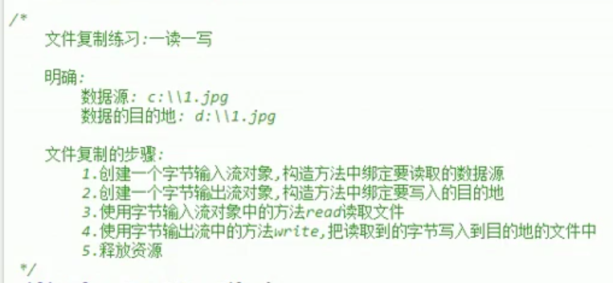 /*
文件复制练习:一读一写
明确:
数据源: c:\\1.jpg
数据的目的地: d:\\1.jpg
文件复制的步骤:
1.创建一个字节输入流对象,构造方法中绑定要读取的数据源
2.创建一个字节输出流对象,构造方法中绑定要写入的目的地
3.使用字节输入流对象中的方法read读取文件
4.使用字节输出流中的方法write,把读取到的字节写入到目的地的文件中
5.释放资源
*/